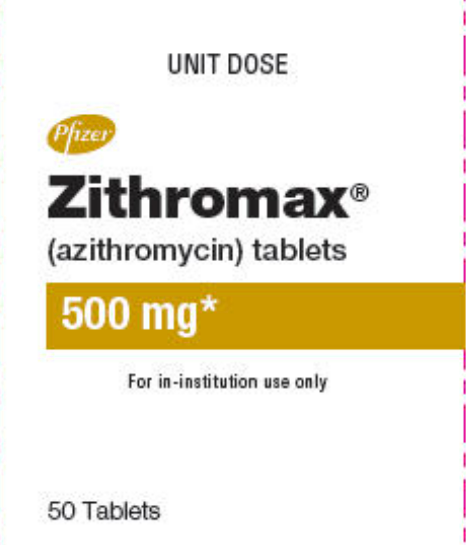 UNIT DOSE
Pfizer
Zithromax®
(azithromycin) tablets
500 mg*
For in-institution use only
50 Tablets